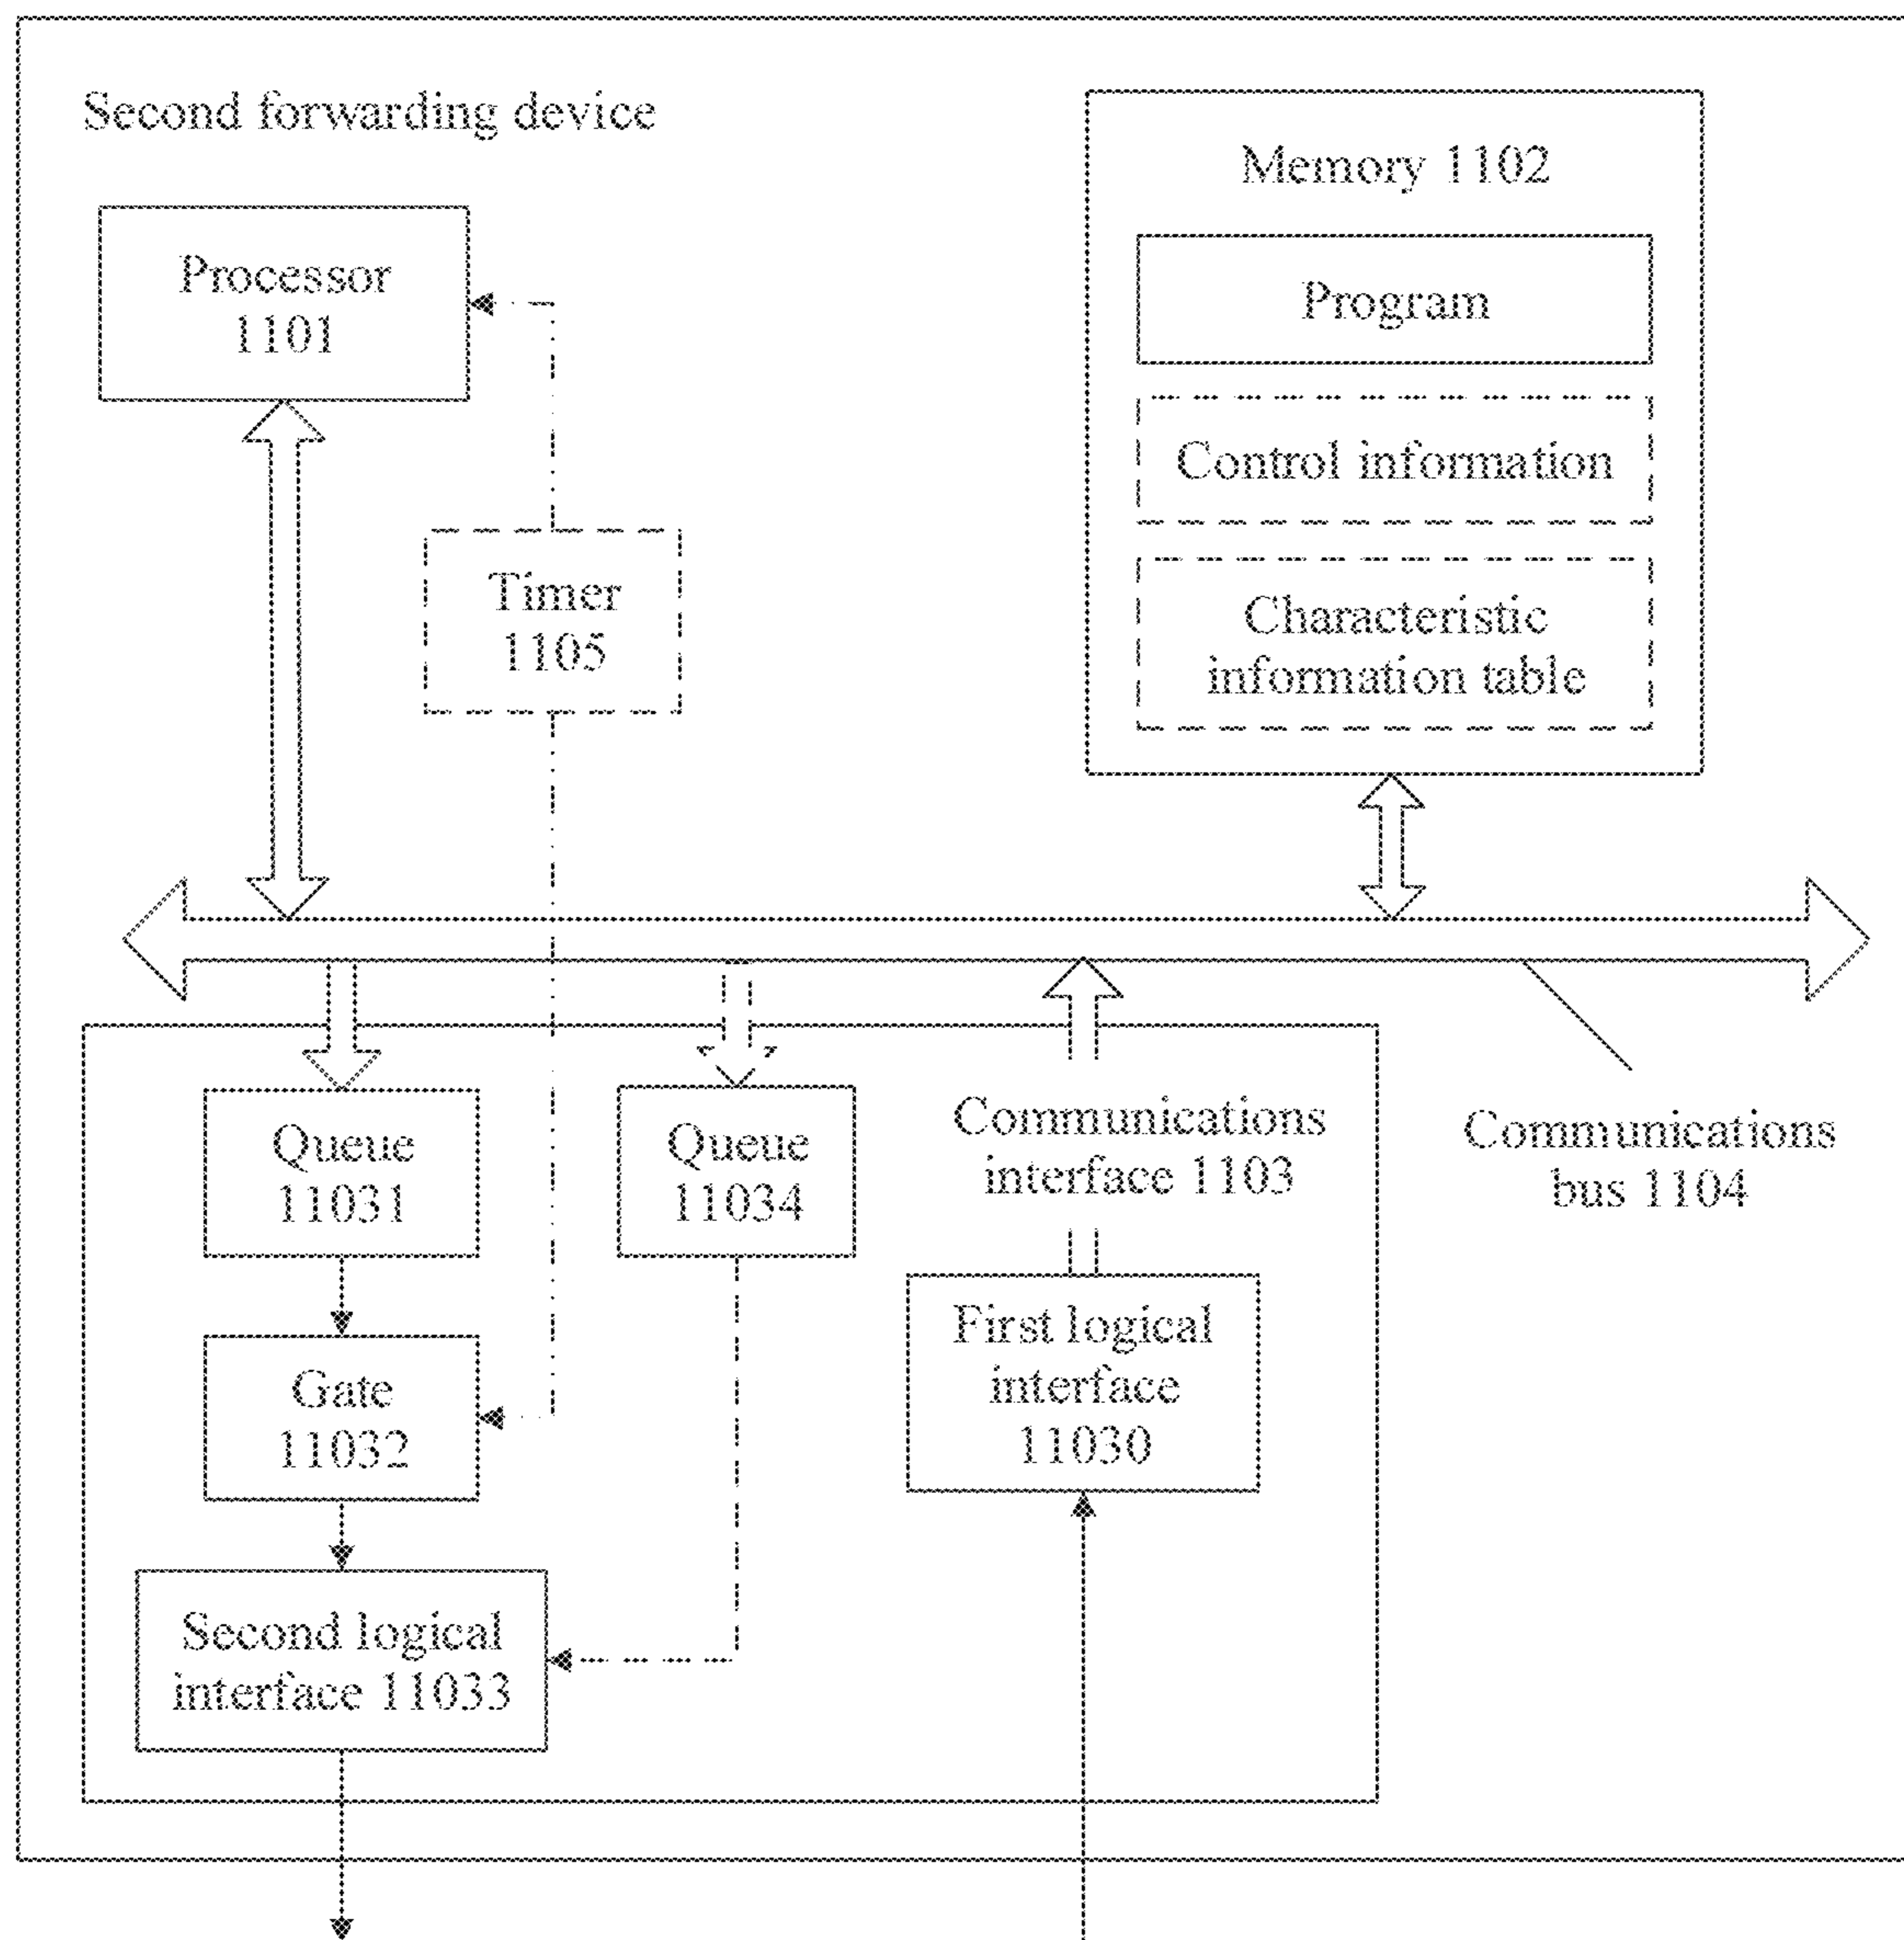 Second forwarding device
Memory 1102
Processor
1101
Program
Control information
Timer
1105
Characteristic
information table
Queue
11031
Queue
11034
Communications
interface 1103
Communications
bus 1104
Gate
11032
First logical
interface
11030
Second logical
interface 11033